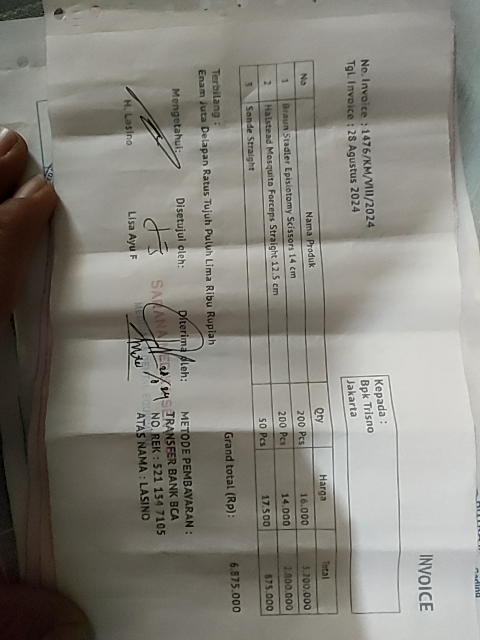 INVOICE
No. Invoice : 1476/KM/VIII/2024
Tgl. Invoice : 28 Agustus 2024
Kepada :
Bpk Trisno
Jakarta
No Nama Produk Qty Harga Total
1 Braun Stadler Episiotomy Scissors 14 cm 200 Pcs 16.000 3.200.000
2 Halstead Mosquito Forceps Straight 12.5 cm 200 Pcs 14.000 2.800.000
3 Sonde Straight 50 Pcs 17.500 875.000
Grand total (Rp): 6.875.000
Terbilang :
Enam Juta Delapan Ratus Tujuh Puluh Lima Ribu Rupiah
Mengetahui: Disetujui oleh: Diterima oleh:
H. Lasino Lisa Ayu F
SARANA
METODE PEMBAYARAN :
TRANSFER BANK BCA
NO. REK : 521 134 7105
ATAS NAMA : LASINO